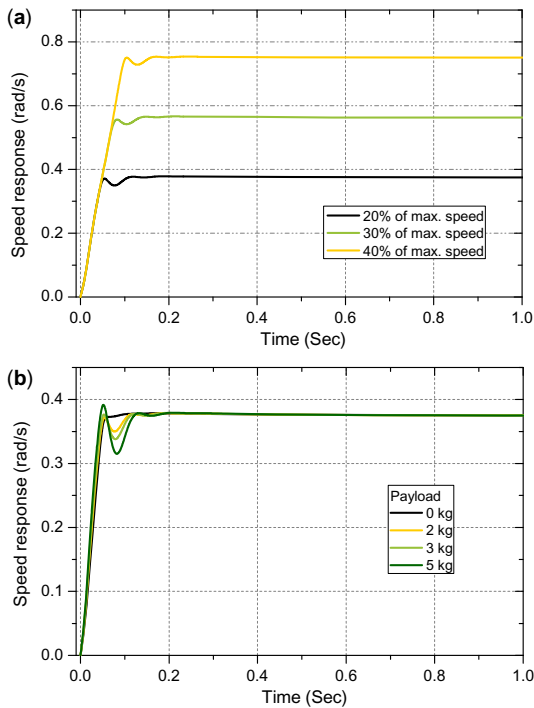 (a)
Speed response (rad/s)
0.8
0.6
0.4
0.2
0.0
20% of max. speed
30% of max. speed
40% of max. speed
0.0 0.2 0.4 0.6 0.8 1.0
Time (Sec)
(b)
Speed response (rad/s)
0.4
0.3
0.2
0.1
0.0
Payload
0 kg
2 kg
3 kg
5 kg
0.0 0.2 0.4 0.6 0.8 1.0
Time (Sec)